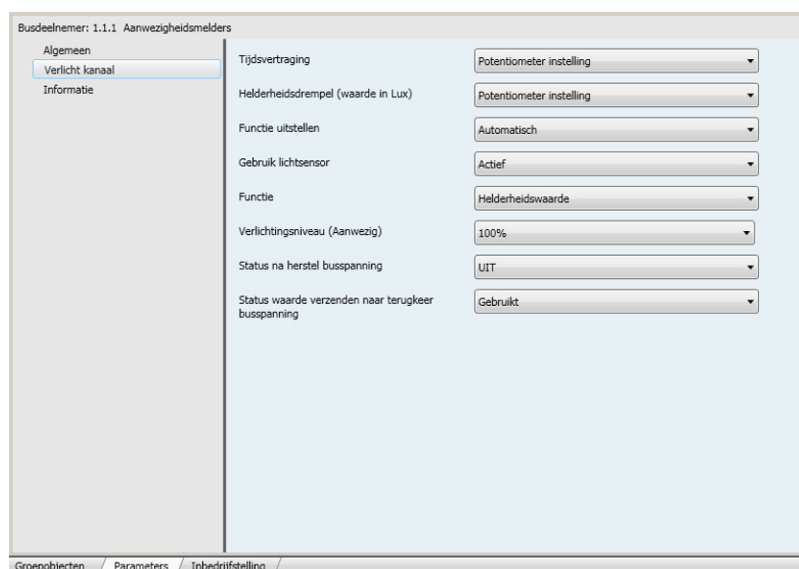 Busdeelnemer: 1.1.1 Aanwezigheidsmelders
Algemeen
Verlicht kanaal
Informatie
Tijdsvertraging
Potentiometer instelling
Helderheidsdrempel (waarde in Lux)
Potentiometer instelling
Functie uitstellen
Automatisch
Gebruik lichtsensor
Actief
Functie
Helderheidswaarde
Verlichtingsniveau (Aanwezig)
100%
Status na herstel busspanning
UIT
Status waarde verzenden naar terugkeer
busspanning
Gebruikt
Groepobjecten / Parameters / Inbedrijfstelling /